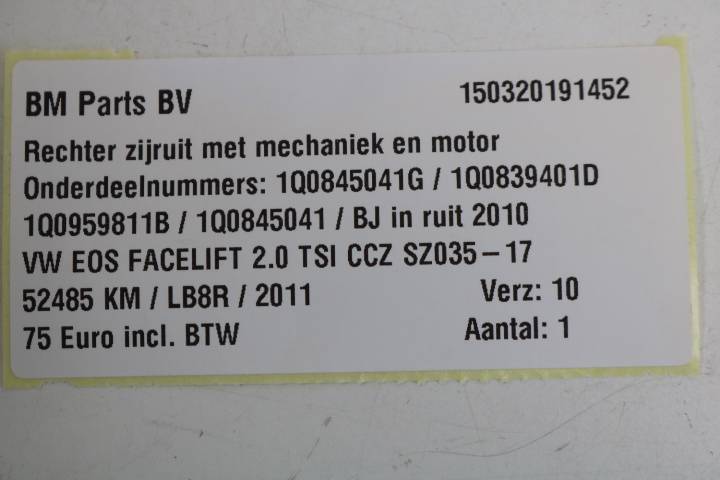 BM Parts BV 150320191452
Rechter zijruit met mechaniek en motor
Onderdeelnummers: 1Q0845041G / 1Q0839401D
1Q0959811B / 1Q0845041 / BJ in ruit 2010
VW EOS FACELIFT 2.0 TSI CCZ SZ035-17
52485 KM / LB8R / 2011 Verz: 10
75 Euro incl. BTW Aantal: 1